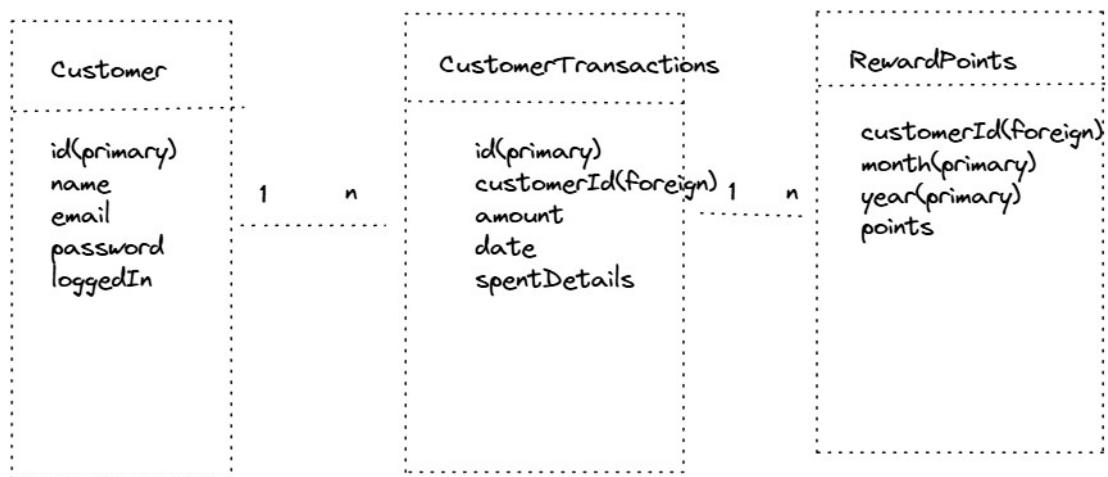 Customer
id(primary)
name
email
password
loggedIn
1 n
CustomerTransactions
id(primary)
customerId(foreign)
amount
date
spentDetails
1 n
RewardPoints
customerId(foreign)
month(primary)
year(primary)
points